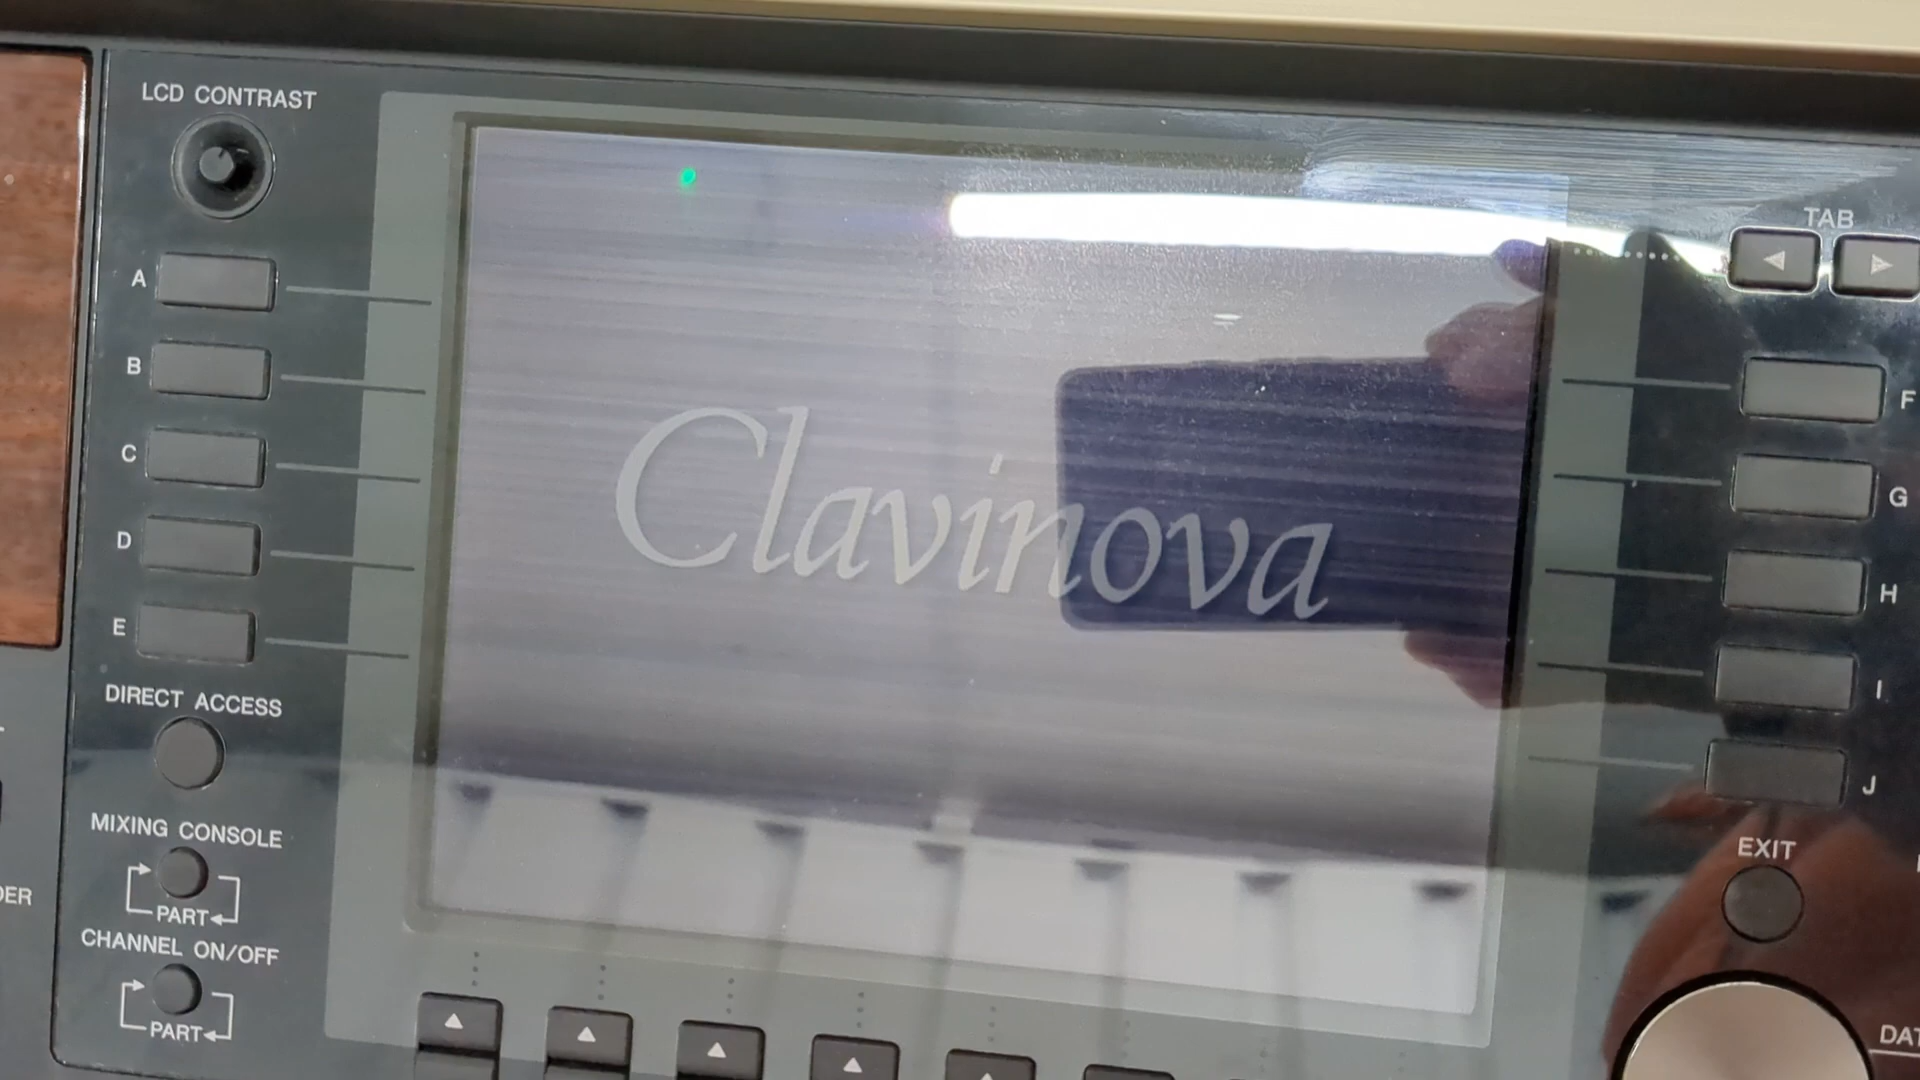 LCD CONTRAST
TAB
A
B
C
D
E
F
G
H
I
J
Clavinova
DIRECT ACCESS
MIXING CONSOLE
PART
CHANNEL ON/OFF
PART
EXIT